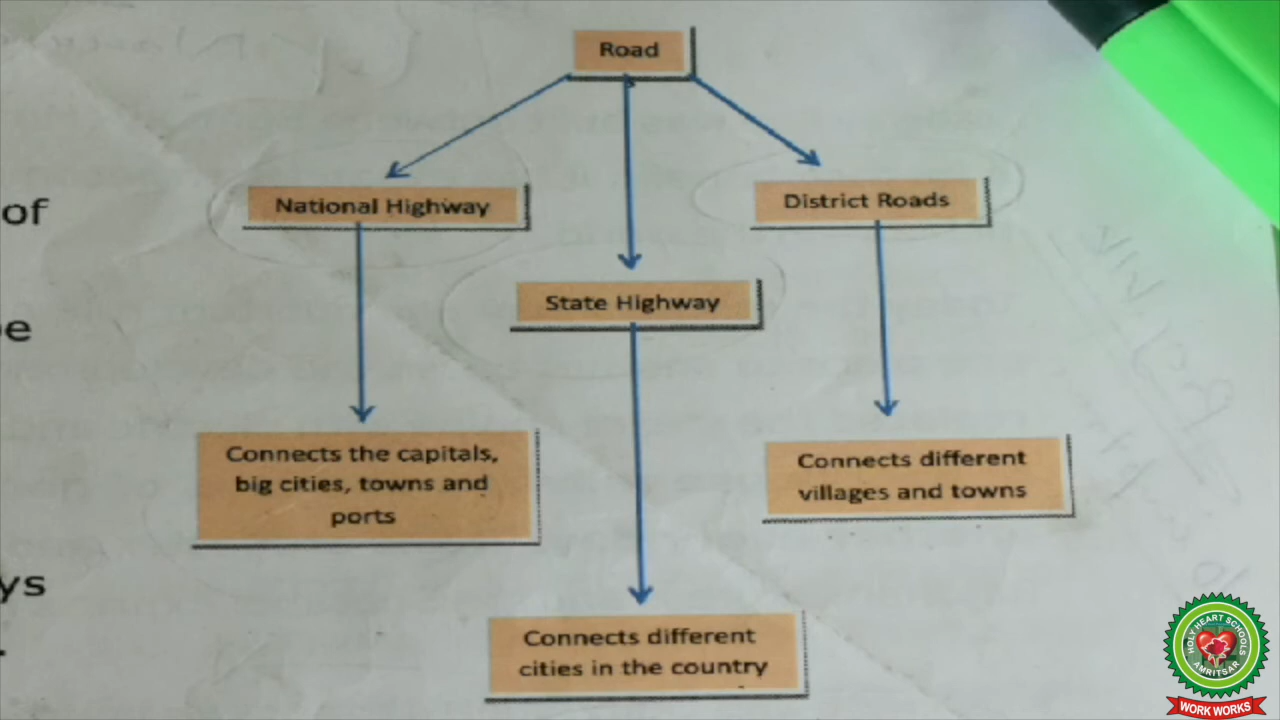 Road
National Highway
District Roads
State Highway
Connects the capitals,
big cities, towns and
ports
Connects different
villages and towns
Connects different
cities in the country
of
ys
HOLY HEART SCHOOLS
AMRITSAR
WORK WORKS